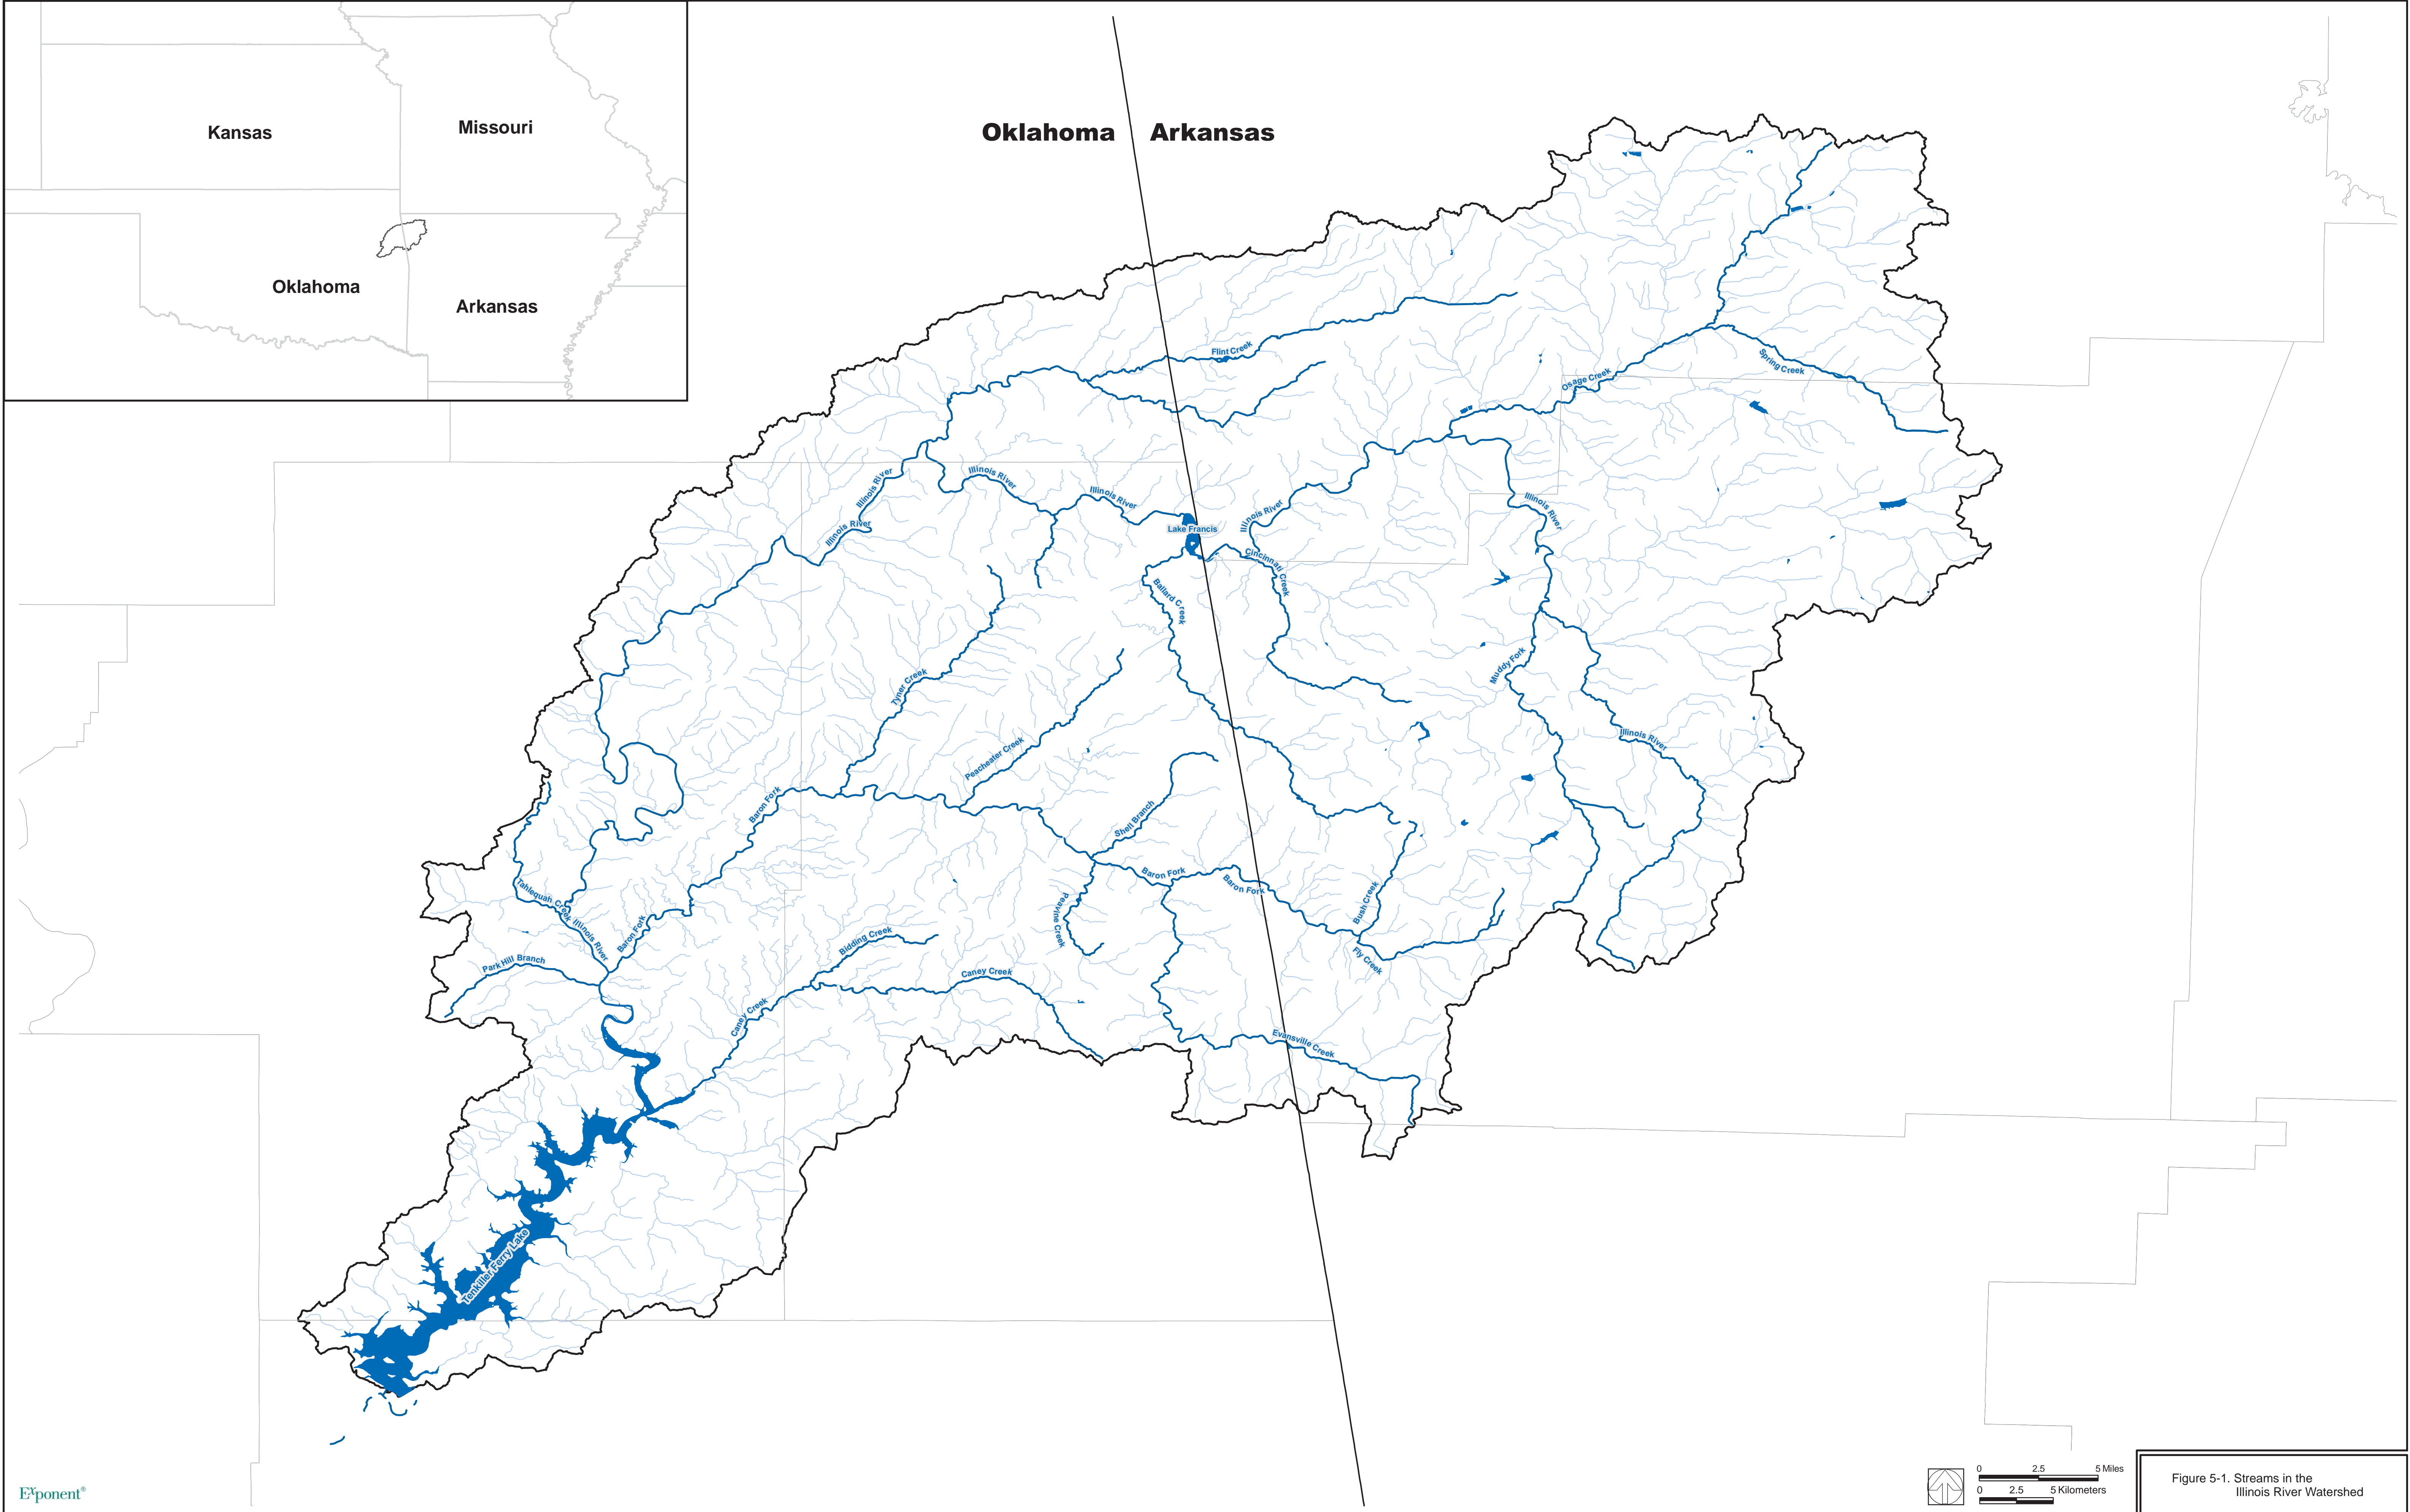 Kansas
Missouri
Oklahoma
Arkansas
Oklahoma
Arkansas
Flint Creek
Osage Creek
Spring Creek
Illinois River
Illinois River
Illinois River
Illinois River
Illinois River
Illinois River
Lake Francis
Cincinnati Creek
Ballard Creek
Muddy Fork
Tyner Creek
Illinois River
Peacheater Creek
Baron Fork
Shell Branch
Baron Fork
Baron Fork
Bush Creek
Tahlequah Creek
Illinois River
Baron Fork
Peavine Creek
Bidding Creek
Fly Creek
Park Hill Branch
Caney Creek
Caney Creek
Evansville Creek
Tenkiller Ferry Lake
0 2.5 5 Miles
0 2.5 5 Kilometers
Figure 5-1. Streams in the
Illinois River Watershed
Exponent®